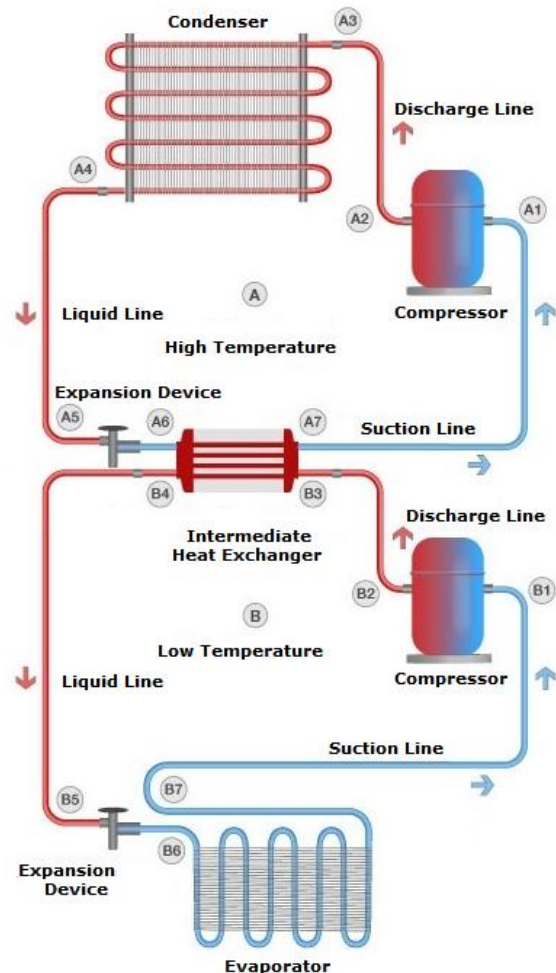 Condenser
A3
Discharge Line
A4
A2
A1
Liquid Line
A
Compressor
High Temperature
Expansion Device
A5
A6
A7
Suction Line
B4
B3
Discharge Line
Intermediate
Heat Exchanger
B2
B1
B
Low Temperature
Liquid Line
Compressor
Suction Line
B5
B7
B6
Expansion
Device
Evaporator